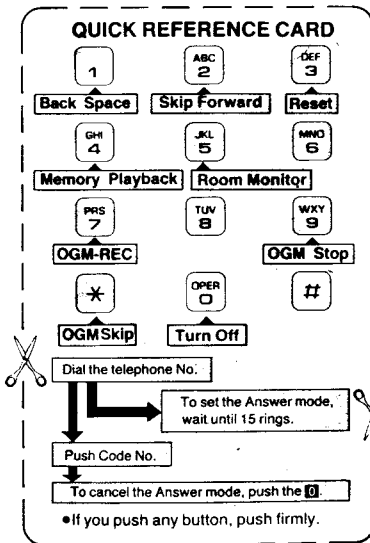 QUICK REFERENCE CARD
1
ABC
2
DEF
3
Back Space
Skip Forward
Reset
GHI
4
JKL
5
MNO
6
Memory Playback
Room Monitor
PRS
7
TUV
8
WXY
9
OGM-REC
OGM Stop
*
OPER
0
#
OGM Skip
Turn Off
Dial the telephone No.
To set the Answer mode,
wait until 15 rings.
Push Code No.
To cancel the Answer mode, push the 0.
•If you push any button, push firmly.